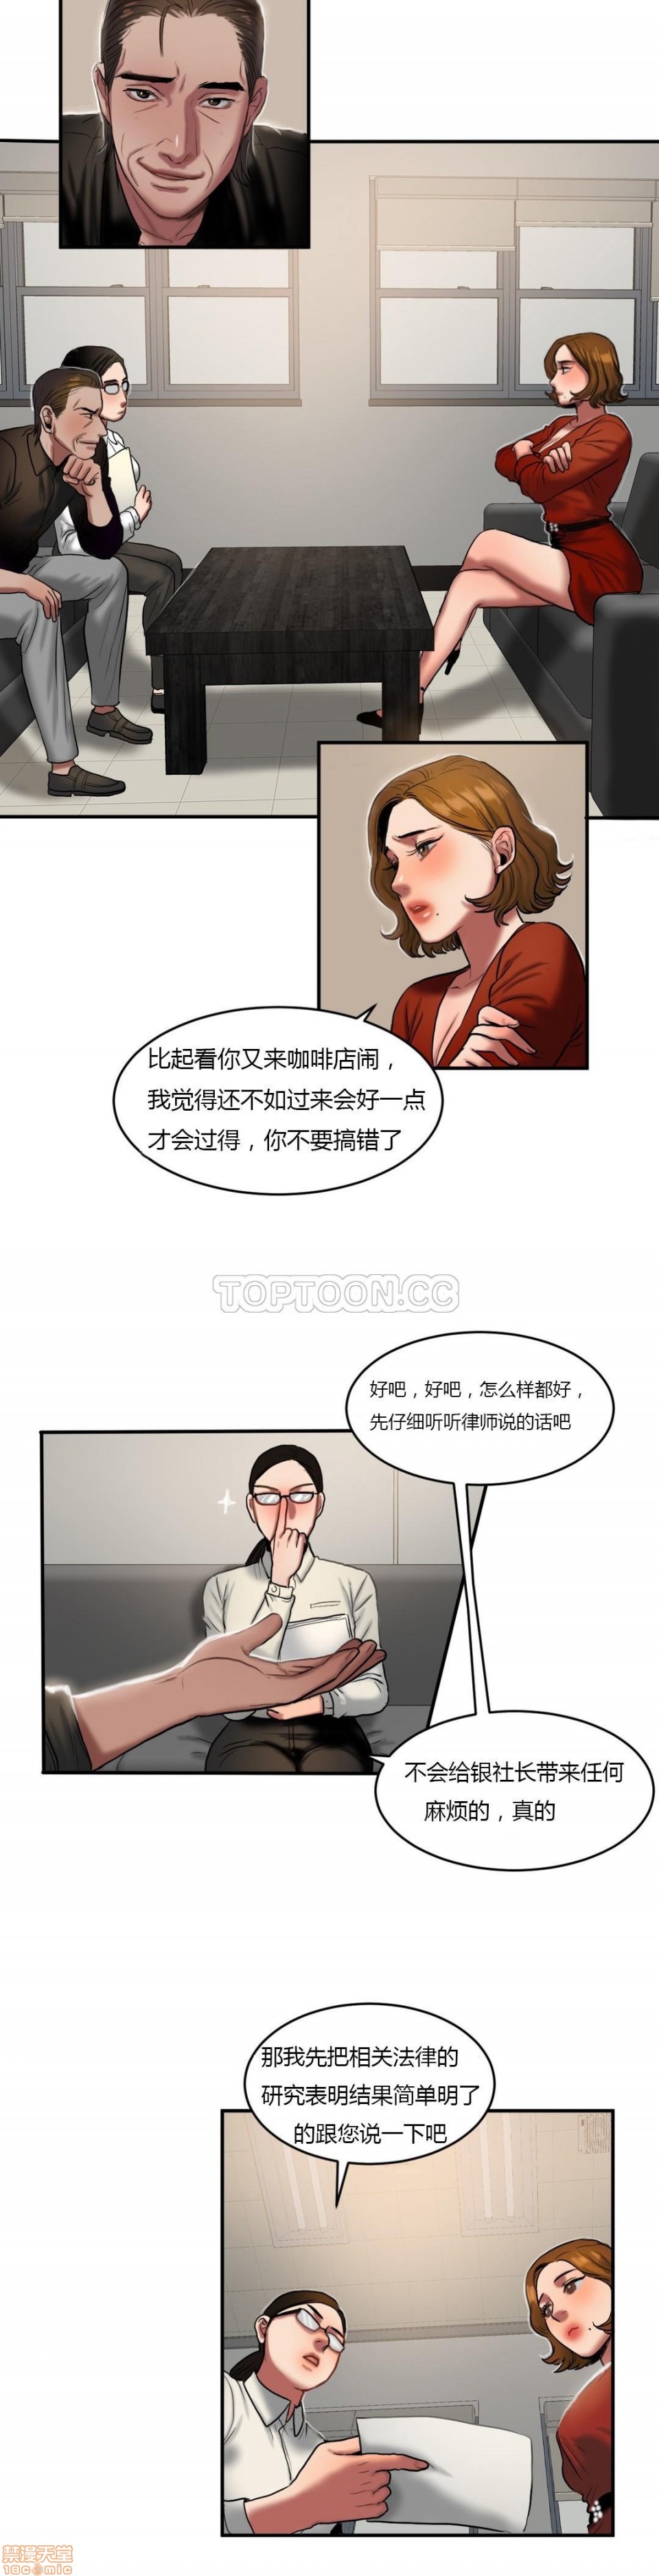 比起看你又来咖啡店闹，
我觉得还不如过来会好一点
才会过得，你不要搞错了
TOPTOON.CC
好吧，好吧，怎么样都好，
先仔细听听律师说的话吧
不会给银社长带来任何
麻烦的，真的
那我先把相关法律的
研究表明结果简单明了
的跟您说一下吧
禁漫天堂
18comic